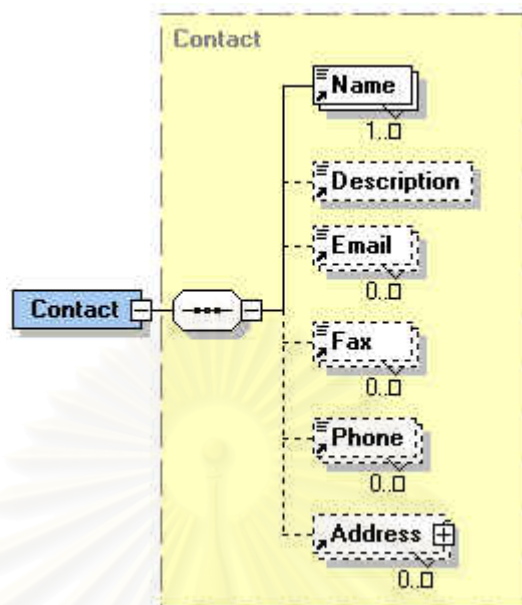 Contact
Name
1..□
Description
Email
0..□
Contact
Fax
0..□
Phone
0..□
Address
0..□